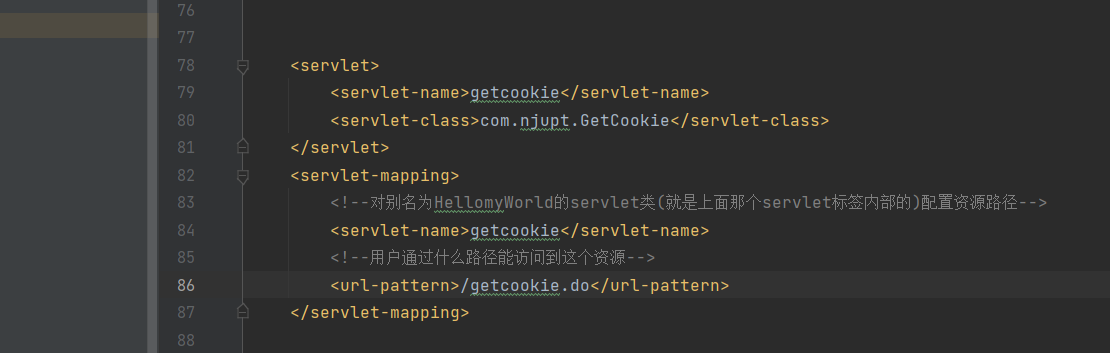 76
77
78 <servlet>
79 <servlet-name>getcookie</servlet-name>
80 <servlet-class>com.njupt.GetCookie</servlet-class>
81 </servlet>
82 <servlet-mapping>
83 <!--对别名为HellomyWorld的servlet类(就是上面那个servlet标签内部的)配置资源路径-->
84 <servlet-name>getcookie</servlet-name>
85 <!--用户通过什么路径能访问到这个资源-->
86 <url-pattern>/getcookie.do</url-pattern>
87 </servlet-mapping>
88